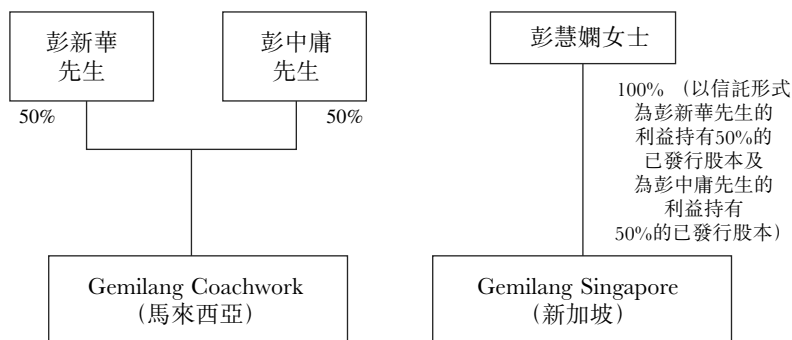 彭新華
先生
彭中庸
先生
彭慧嫻女士
50%
50%
100%（以信託形式
為彭新華先生的
利益持有50%的
已發行股本及
為彭中庸先生的
利益持有
50%的已發行股本）
Gemilang Coachwork
（馬來西亞）
Gemilang Singapore
（新加坡）